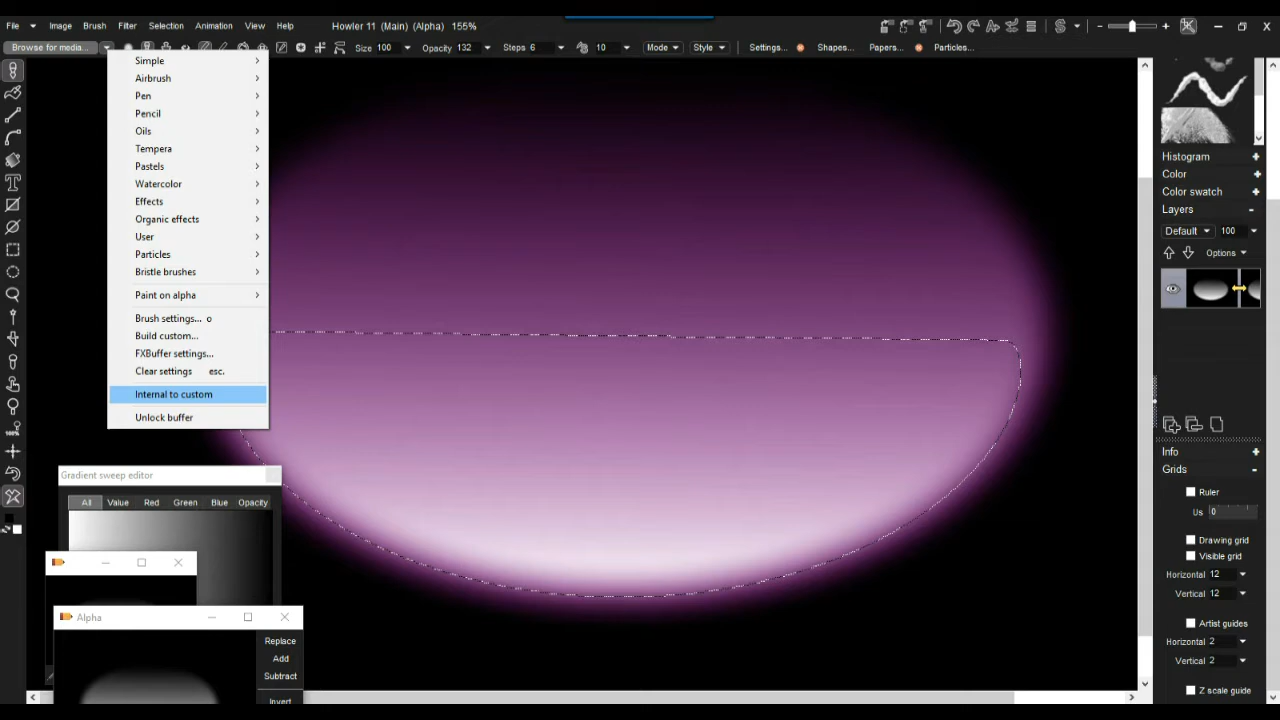 File Image Brush Filter Selection Animation View Help Howler 11 (Main) (Alpha) 155%
Browse for media... Size 100 Opacity 132 Steps 6 10 Mode Style Settings... Shapes... Papers... Particles...
Simple
Airbrush
Pen
Pencil
Oils
Tempera
Pastels
Watercolor
Effects
Organic effects
User
Particles
Bristle brushes
Paint on alpha
Brush settings... o
Build custom...
FXBuffer settings...
Clear settings esc.
Internal to custom
Unlock buffer
Gradient sweep editor
All Value Red Green Blue Opacity
Alpha
Replace
Add
Subtract
Invert
Histogram
Color
Color swatch
Layers
Default 100
Options
Info
Grids
Ruler
Us 0
Drawing grid
Visible grid
Horizontal 12
Vertical 12
Artist guides
Horizontal 2
Vertical 2
Z scale guide